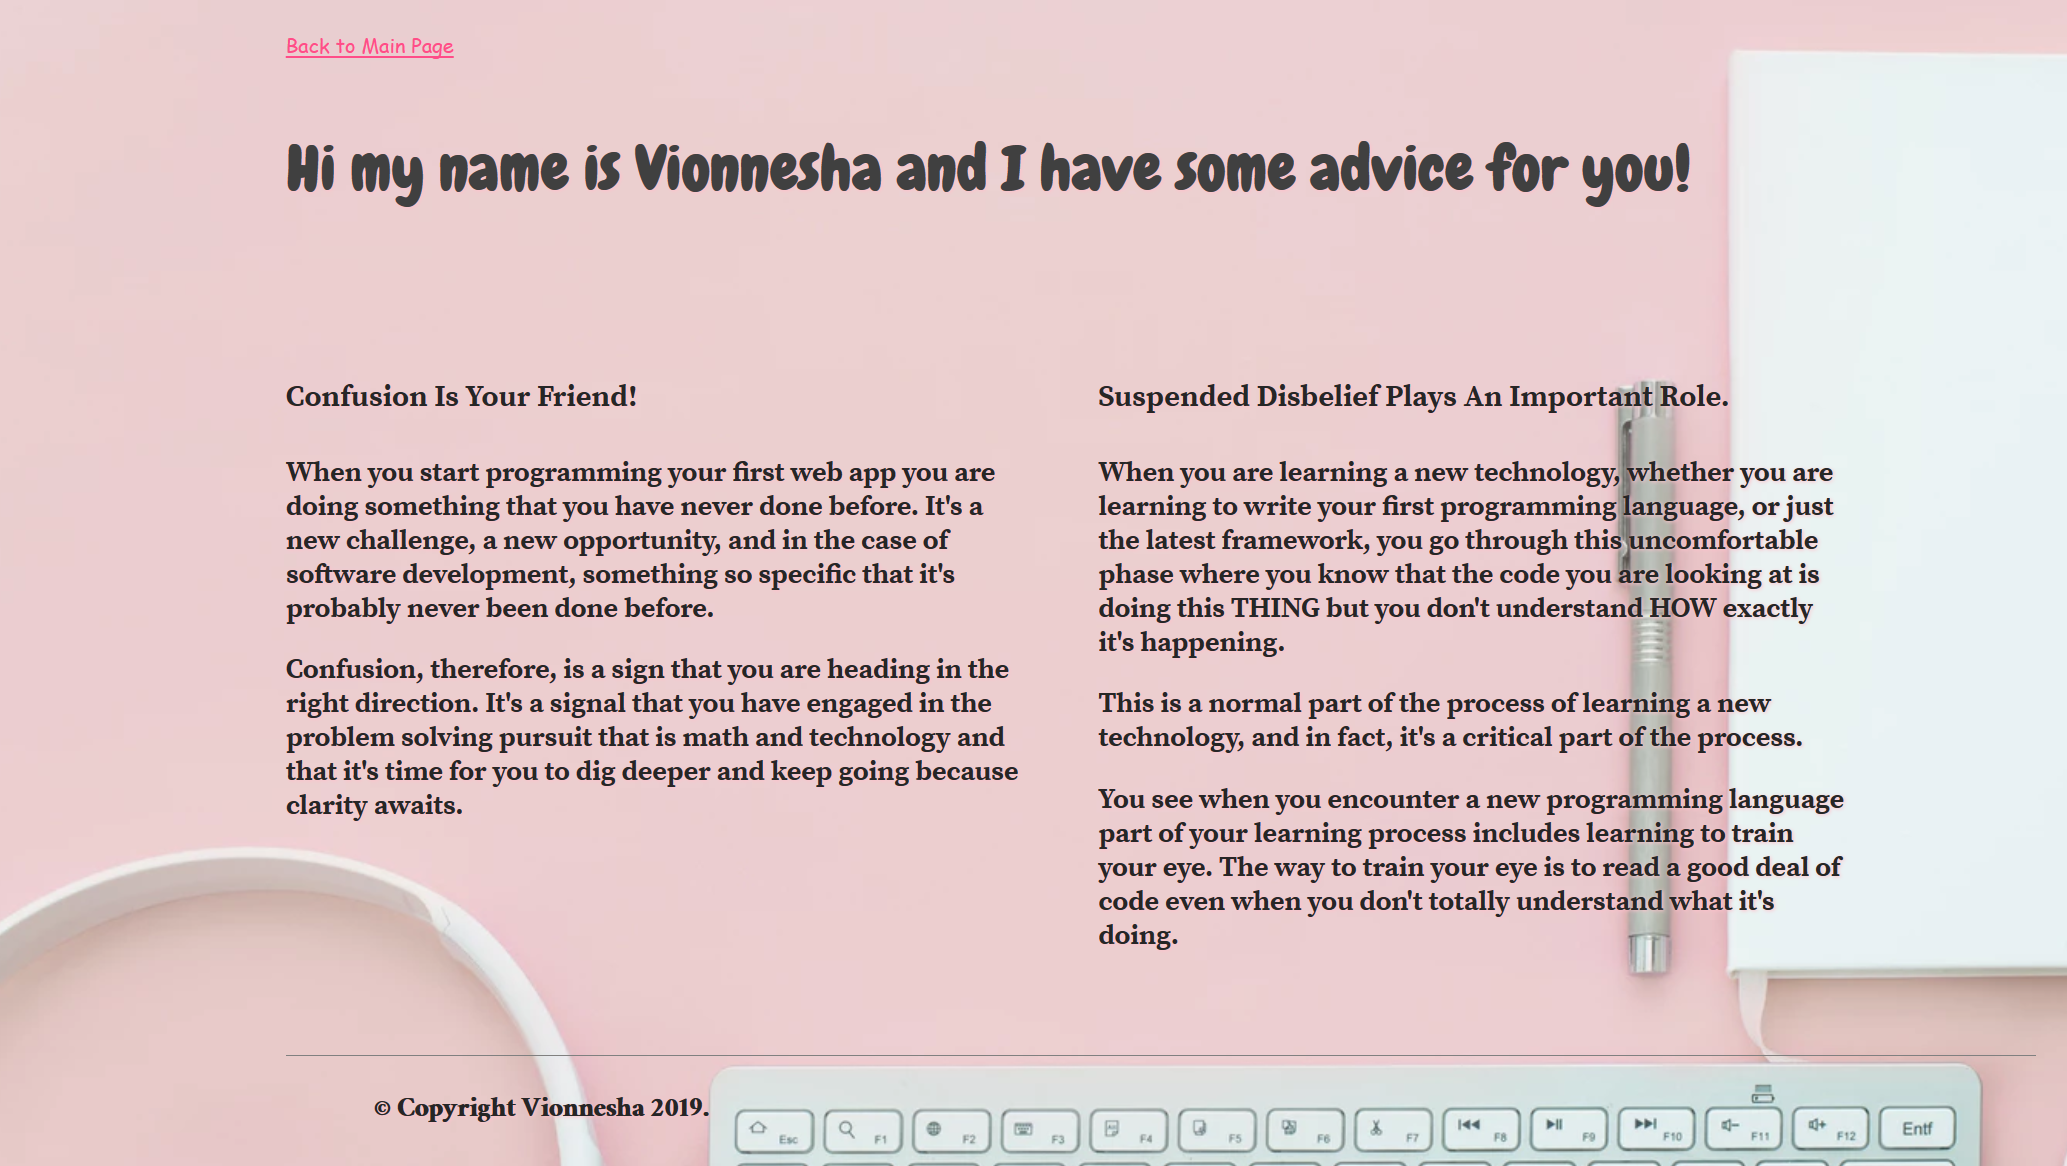 Back to Main Page
Hi my name is Vionnesha and I have some advice for you!
Confusion Is Your Friend!
When you start programming your first web app you are
doing something that you have never done before. It's a
new challenge, a new opportunity, and in the case of
software development, something so specific that it's
probably never been done before.
Confusion, therefore, is a sign that you are heading in the
right direction. It's a signal that you have engaged in the
problem solving pursuit that is math and technology and
that it's time for you to dig deeper and keep going because
clarity awaits.
Suspended Disbelief Plays An Important Role.
When you are learning a new technology, whether you are
learning to write your first programming language, or just
the latest framework, you go through this uncomfortable
phase where you know that the code you are looking at is
doing this THING but you don't understand HOW exactly
it's happening.
This is a normal part of the process of learning a new
technology, and in fact, it's a critical part of the process.
You see when you encounter a new programming language
part of your learning process includes learning to train
your eye. The way to train your eye is to read a good deal of
code even when you don't totally understand what it's
doing.
© Copyright Vionnesha 2019.
Esc F1 F2 F3 F4 F5 F6 F7 F8 F9 F10 F11 F12 Entf